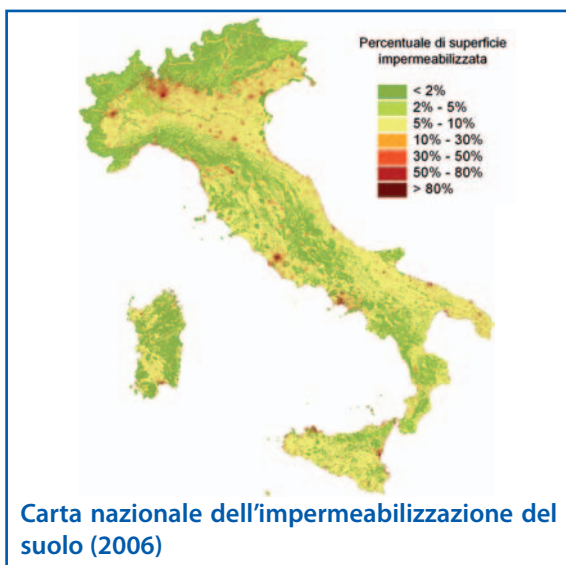 Percentuale di superficie
impermeabilizzata
< 2%
2% - 5%
5% - 10%
10% - 30%
30% - 50%
50% - 80%
> 80%
Carta nazionale dell'impermeabilizzazione del
suolo (2006)